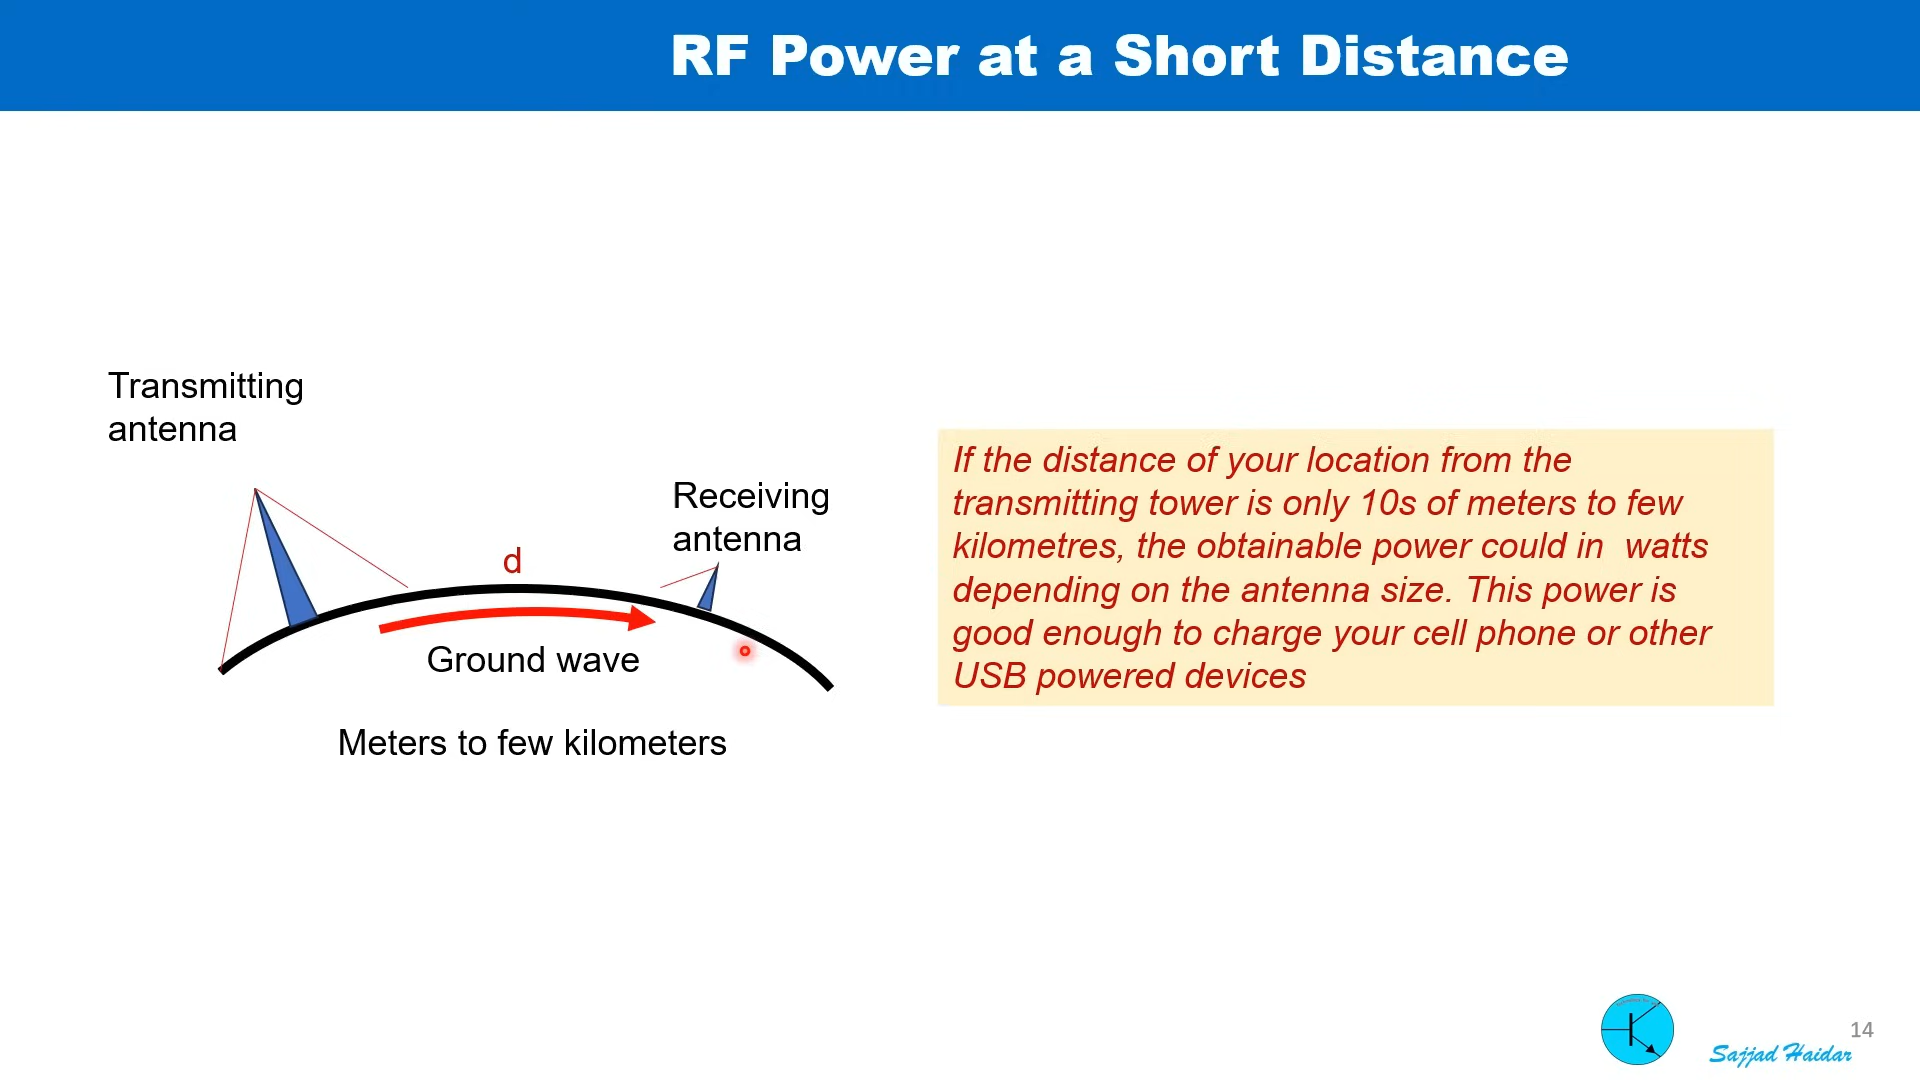 RF Power at a Short Distance
Transmitting
antenna
Receiving
antenna
d
Ground wave
Meters to few kilometers
If the distance of your location from the
transmitting tower is only 10s of meters to few
kilometres, the obtainable power could in  watts
depending on the antenna size. This power is
good enough to charge your cell phone or other
USB powered devices
Sajjad Haidar
14